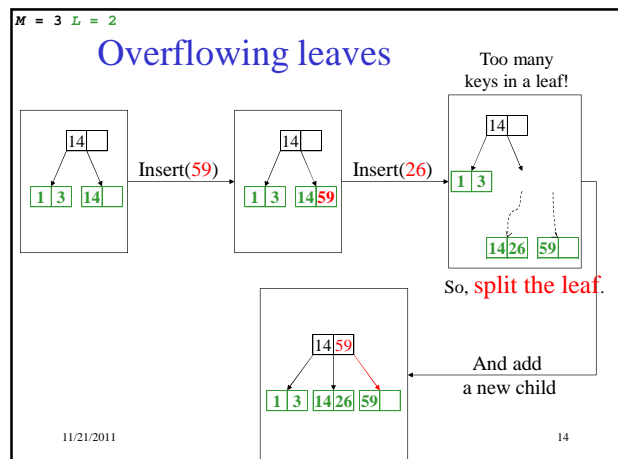 M = 3 L = 2
Overflowing leaves
Too many
keys in a leaf!
14
1 3 14
Insert(59)
14
1 3 14 59
Insert(26)
14
1 3
14 26 59
So, split the leaf.
And add
a new child
14 59
1 3 14 26 59
11/21/2011
14